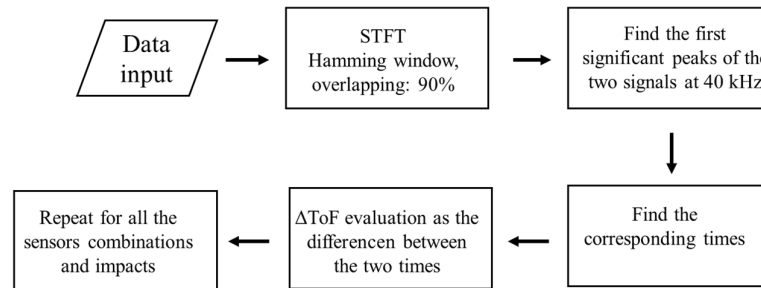 Data
input
STFT
Hamming window,
overlapping: 90%
Find the first
significant peaks of the
two signals at 40 kHz
Find the
corresponding times
ΔToF evaluation as the
differencen between
the two times
Repeat for all the
sensors combinations
and impacts